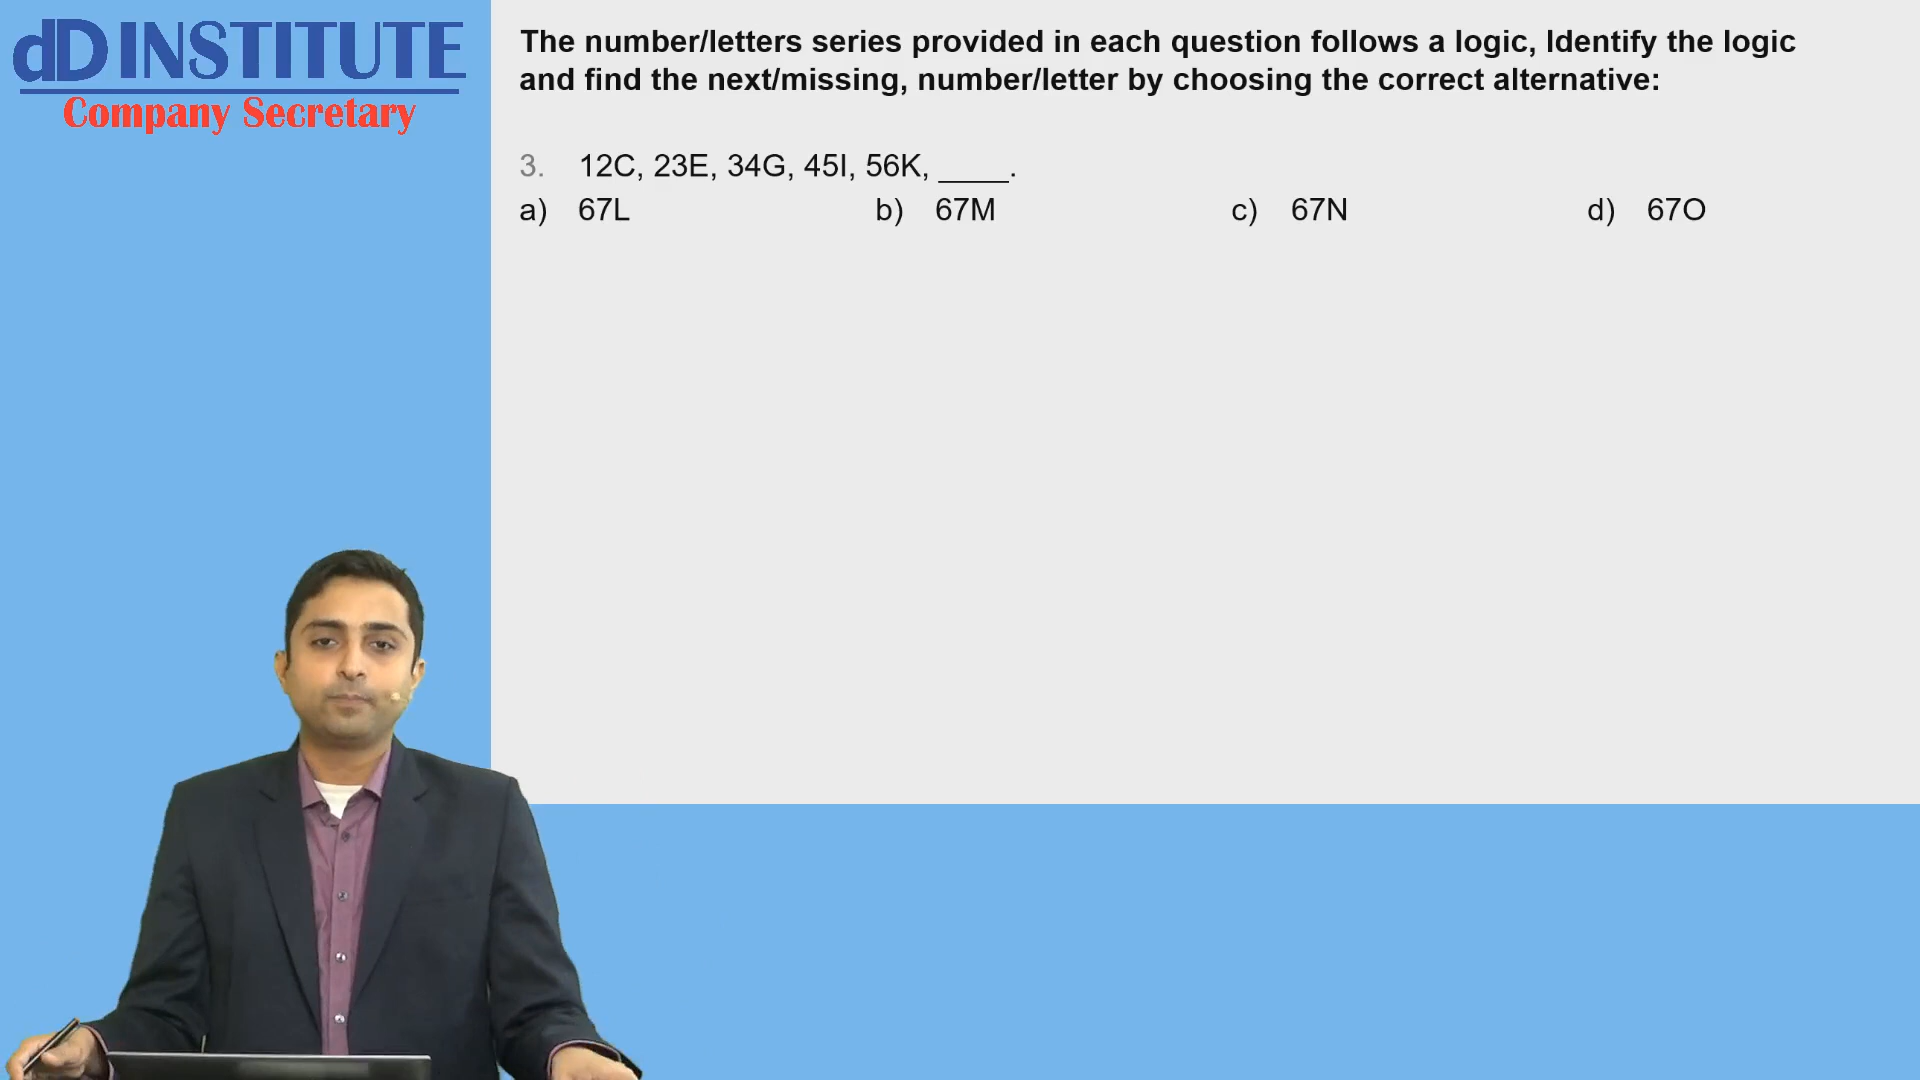 dD INSTITUTE
Company Secretary
The number/letters series provided in each question follows a logic, Identify the logic
and find the next/missing, number/letter by choosing the correct alternative:
3. 12C, 23E, 34G, 45I, 56K, ____.
a) 67L b) 67M c) 67N d) 67O